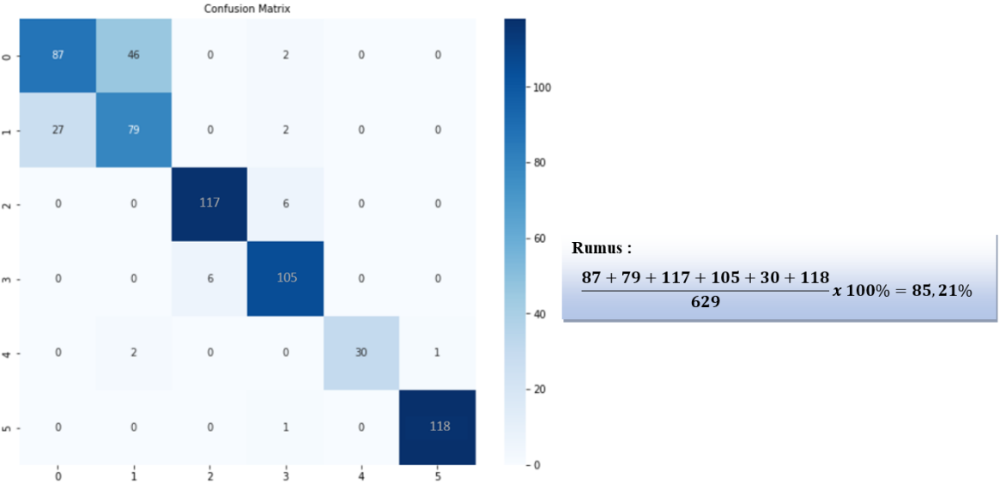 Confusion Matrix
0 87 46 0 2 0 0
1 27 79 0 2 0 0
2 0 0 117 6 0 0
3 0 0 6 105 0 0
4 0 2 0 0 30 1
5 0 0 0 1 0 118
0 1 2 3 4 5
100
80
60
40
20
0
Rumus :
87 + 79 + 117 + 105 + 30 + 118
629
x 100% = 85,21%